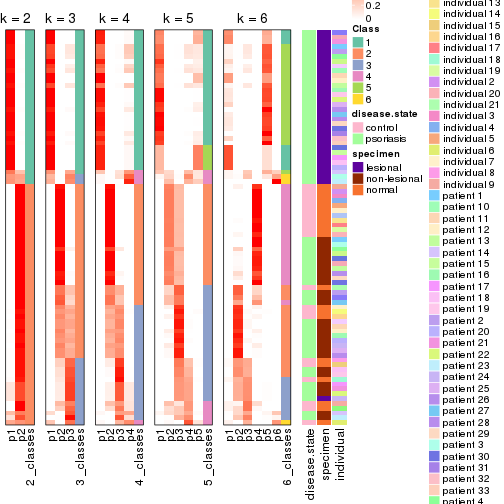 k = 2
k = 3
k = 4
k = 5
k = 6
p1
p2
2_classes
p1
p2
p3
3_classes
p1
p2
p3
p4
4_classes
p1
p2
p3
p4
p5
5_classes
p1
p2
p3
p4
p5
p6
6_classes
disease.state
specimen
individual
0.2
0
Class
1
2
3
4
5
6
disease.state
control
psoriasis
specimen
lesional
non-lesional
normal
individual 13
individual 14
individual 15
individual 16
individual 17
individual 18
individual 19
individual 2
individual 20
individual 21
individual 3
individual 4
individual 5
individual 6
individual 7
individual 8
individual 9
patient 1
patient 10
patient 11
patient 12
patient 13
patient 14
patient 15
patient 16
patient 17
patient 18
patient 19
patient 2
patient 20
patient 21
patient 22
patient 23
patient 24
patient 25
patient 26
patient 27
patient 28
patient 29
patient 3
patient 30
patient 31
patient 32
patient 33
patient 4